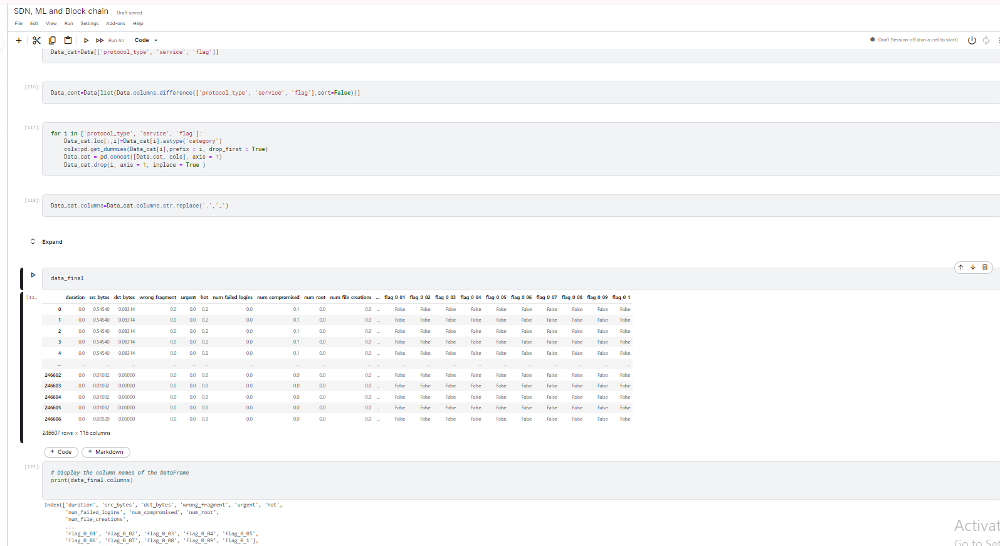 SDN, ML and Block chain Draft saved
File Edit View Run Settings Add-ons Help
Run All Code Draft Session off (run a cell to start)
Data_cat=Data[['protocol_type', 'service', 'flag']]
[116]:
Data_cont=Data[list(Data.columns.difference(['protocol_type', 'service', 'flag'],sort=False))]
[117]:
for i in ['protocol_type', 'service', 'flag']:
    Data_cat.loc[:,i]=Data_cat[i].astype('category')
    cols=pd.get_dummies(Data_cat[i],prefix = i, drop_first = True)
    Data_cat = pd.concat([Data_cat, cols], axis = 1)
    Data_cat.drop(i, axis = 1, inplace = True )
[118]:
Data_cat.columns=Data_cat.columns.str.replace('.','_')
Expand
data_final
[12...
duration src bytes dst bytes wrong fragment urgent hot num failed logins num compromised num root num file creations ... flag 0 01 flag 0 02 flag 0 03 flag 0 04 flag 0 05 flag 0 06 flag 0 07 flag 0 08 flag 0 09 flag 0 1
0 0.0 0.54540 0.08314 0.0 0.0 0.2 0.0 0.1 0.0 0.0 ... False False False False False False False False False False
1 0.0 0.54540 0.08314 0.0 0.0 0.2 0.0 0.1 0.0 0.0 ... False False False False False False False False False False
2 0.0 0.54540 0.08314 0.0 0.0 0.2 0.0 0.1 0.0 0.0 ... False False False False False False False False False False
3 0.0 0.54540 0.08314 0.0 0.0 0.2 0.0 0.1 0.0 0.0 ... False False False False False False False False False False
4 0.0 0.54540 0.08314 0.0 0.0 0.2 0.0 0.1 0.0 0.0 ... False False False False False False False False False False
... ... ... ... ... ... ... ... ... ... ... ... ... ... ... ... ... ... ... ... ... ...
246602 0.0 0.01032 0.00000 0.0 0.0 0.0 0.0 0.0 0.0 0.0 ... False False False False False False False False False False
246603 0.0 0.01032 0.00000 0.0 0.0 0.0 0.0 0.0 0.0 0.0 ... False False False False False False False False False False
246604 0.0 0.01032 0.00000 0.0 0.0 0.0 0.0 0.0 0.0 0.0 ... False False False False False False False False False False
246605 0.0 0.01032 0.00000 0.0 0.0 0.0 0.0 0.0 0.0 0.0 ... False False False False False False False False False False
246606 0.0 0.00520 0.00000 0.0 0.0 0.0 0.0 0.0 0.0 0.0 ... False False False False False False False False False False
246607 rows × 116 columns
+ Code + Markdown
[121]:
# Display the column names of the DataFrame
print(data_final.columns)
Index(['duration', 'src_bytes', 'dst_bytes', 'wrong_fragment', 'urgent', 'hot',
       'num_failed_logins', 'num_compromised', 'num_root',
       'num_file_creations',
       ...
       'flag_0_01', 'flag_0_02', 'flag_0_03', 'flag_0_04', 'flag_0_05',
       'flag_0_06', 'flag_0_07', 'flag_0_08', 'flag_0_09', 'flag_0_1'],
Activat
Go to Set